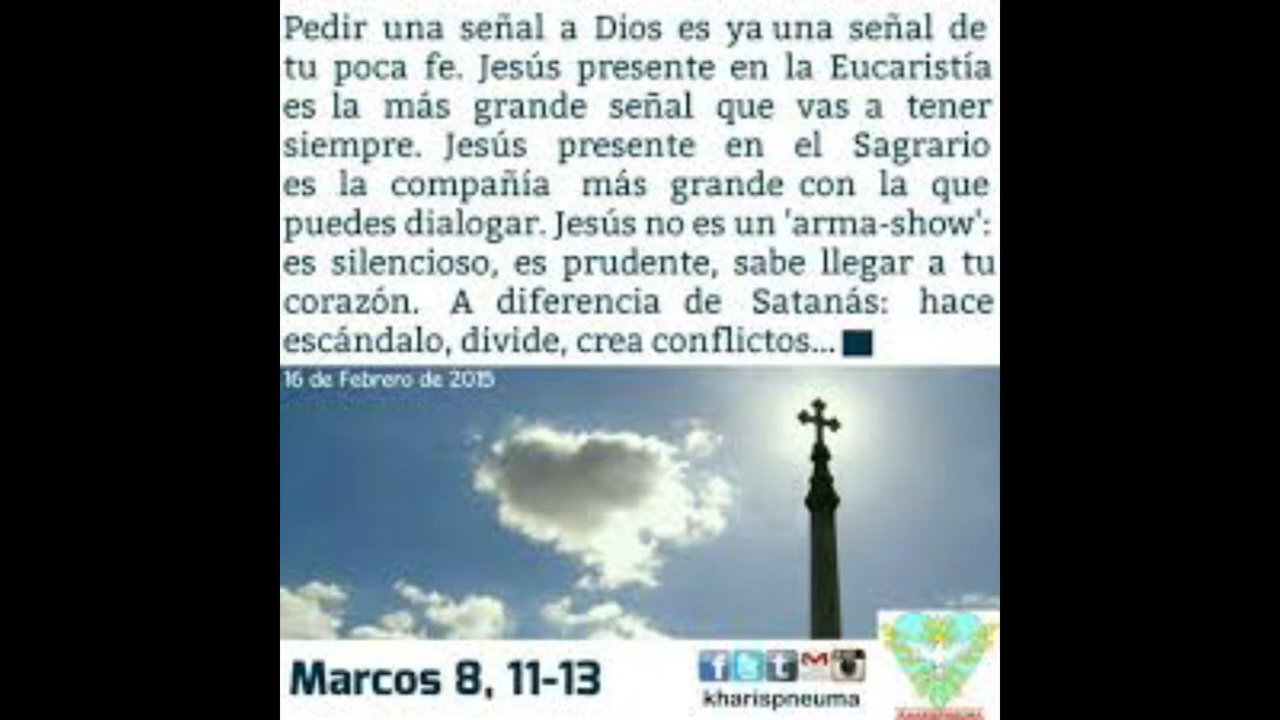 Pedir una señal a Dios es ya una señal de
tu poca fe. Jesús presente en la Eucaristía
es la más grande señal que vas a tener
siempre. Jesús presente en el Sagrario
es la compañía más grande con la que
puedes dialogar. Jesús no es un 'arma-show':
es silencioso, es prudente, sabe llegar a tu
corazón. A diferencia de Satanás: hace
escándalo, divide, crea conflictos...
16 de Febrero de 2015
Marcos 8, 11-13
kharispneuma
KHARISPNEUMA